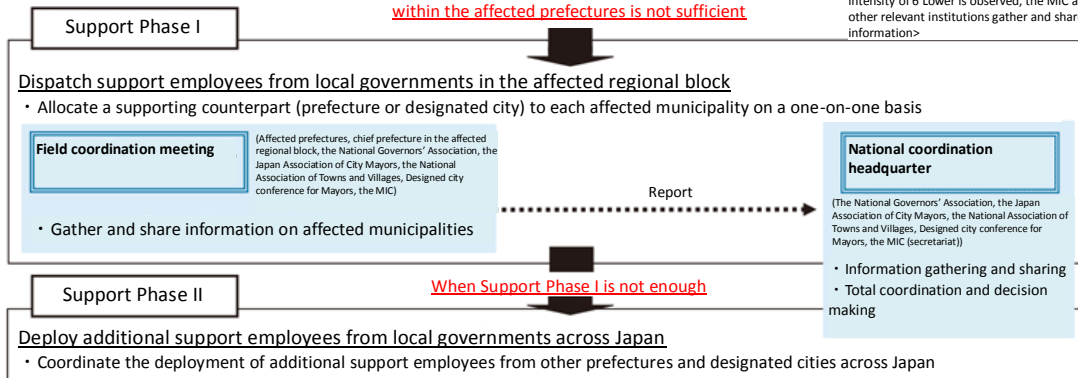 within the affected prefectures is not sufficient
intensity of 6 Lower is observed, the MIC a
other relevant institutions gather and share
information>
Support Phase I
Dispatch support employees from local governments in the affected regional block
・Allocate a supporting counterpart (prefecture or designated city) to each affected municipality on a one-on-one basis
Field coordination meeting
(Affected prefectures, chief prefecture in the affected
regional block, the National Governors' Association, the
Japan Association of City Mayors, the National
Association of Towns and Villages, Designed city
conference for Mayors, the MIC)
・Gather and share information on affected municipalities
Report
National coordination
headquarter
(The National Governors' Association, the Japan
Association of City Mayors, the National Association of
Towns and Villages, Designed city conference for
Mayors, the MIC (secretariat))
・Information gathering and sharing
・Total coordination and decision
making
Support Phase II
When Support Phase I is not enough
Deploy additional support employees from local governments across Japan
・Coordinate the deployment of additional support employees from other prefectures and designated cities across Japan